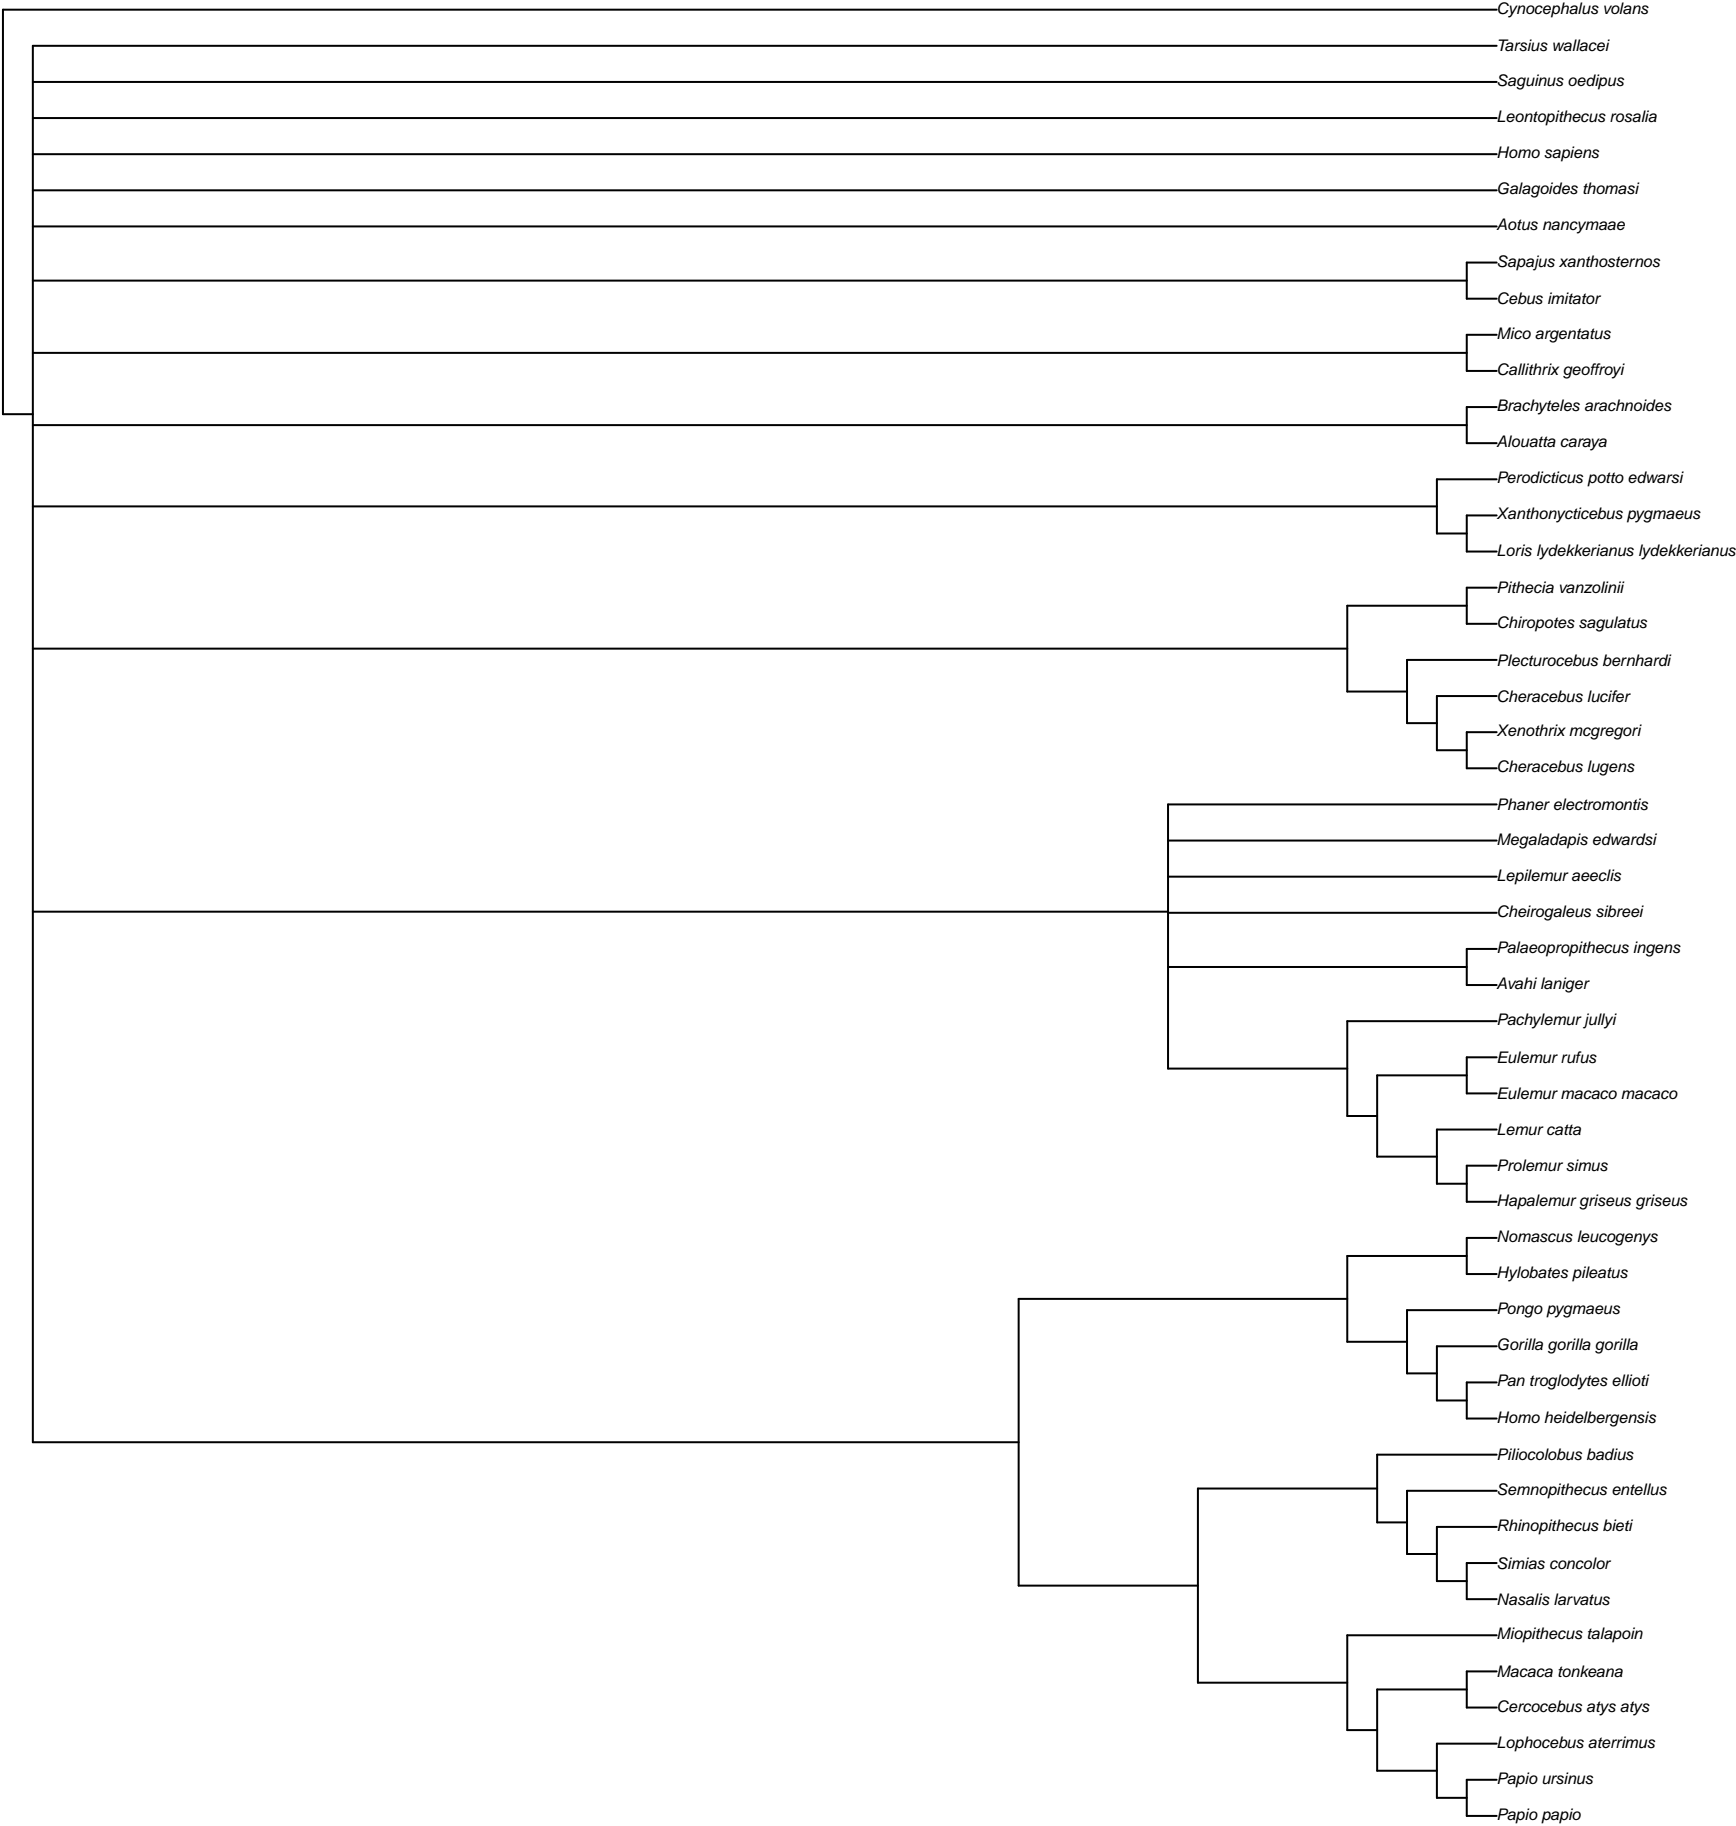 Cynocephalus volans
Tarsius wallacei
Saguinus oedipus
Leontopithecus rosalia
Homo sapiens
Galagoides thomasi
Aotus nancymaae
Sapajus xanthosternos
Cebus imitator
Mico argentatus
Callithrix geoffroyi
Brachyteles arachnoides
Alouatta caraya
Perodicticus potto edwarsi
Xanthonycticebus pygmaeus
Loris lydekkerianus lydekkerianus
Pithecia vanzolinii
Chiropotes sagulatus
Plecturocebus bernhardi
Cheracebus lucifer
Xenothrix mcgregori
Cheracebus lugens
Phaner electromontis
Megaladapis edwardsi
Lepilemur aeeclis
Cheirogaleus sibreei
Palaeopropithecus ingens
Avahi laniger
Pachylemur jullyi
Eulemur rufus
Eulemur macaco macaco
Lemur catta
Prolemur simus
Hapalemur griseus griseus
Nomascus leucogenys
Hylobates pileatus
Pongo pygmaeus
Gorilla gorilla gorilla
Pan troglodytes ellioti
Homo heidelbergensis
Piliocolobus badius
Semnopithecus entellus
Rhinopithecus bieti
Simias concolor
Nasalis larvatus
Miopithecus talapoin
Macaca tonkeana
Cercocebus atys atys
Lophocebus aterrimus
Papio ursinus
Papio papio